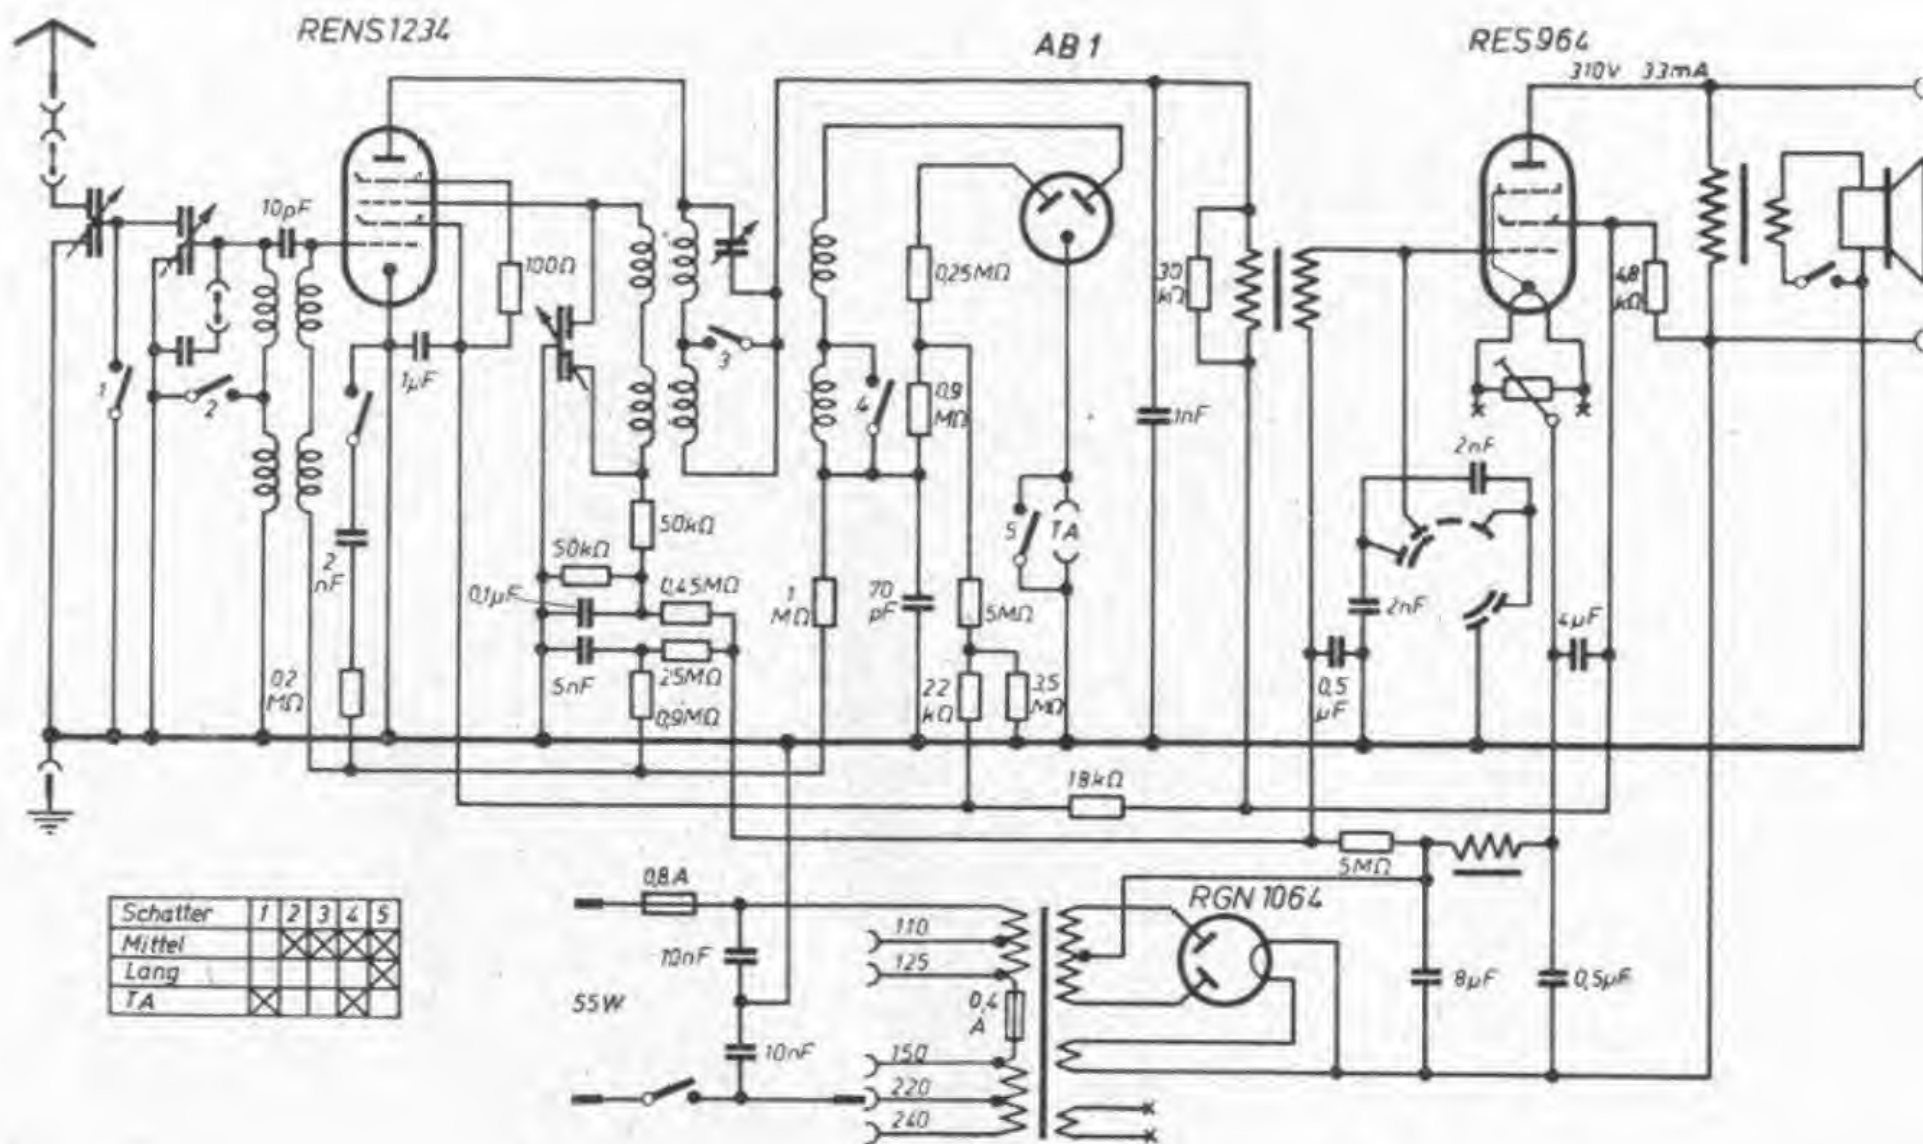 RENS1234
AB1
RES964
310V 33mA
10pF
100Ω
1µF
0,25MΩ
0,9
MΩ
30
kΩ
1nF
4,8
kΩ
1
2
3
4
5
TA
2nF
2nF
2
nF
50kΩ
50kΩ
0,1µF
0,45MΩ
1
MΩ
70
pF
5MΩ
4µF
02
MΩ
5nF
25MΩ
0,9MΩ
22
kΩ
3,5
MΩ
0,5
µF
18kΩ
5MΩ
Schatter 1 2 3 4 5
Mittel
Lang
TA
0,8A
10nF
55W
10nF
110
125
0,4
A
150
220
240
RGN1064
8µF
0,5µF